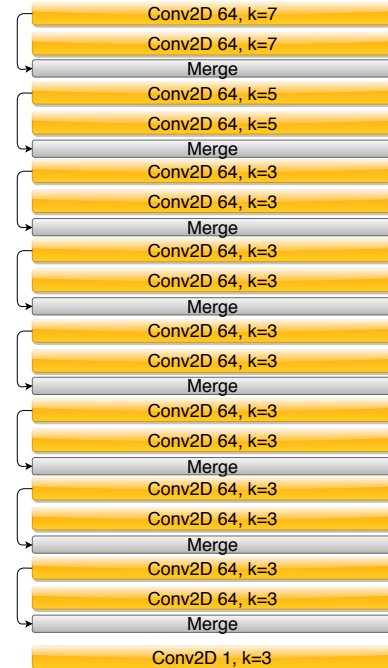 Conv2D 64, k=7
Conv2D 64, k=7
Merge
Conv2D 64, k=5
Conv2D 64, k=5
Merge
Conv2D 64, k=3
Conv2D 64, k=3
Merge
Conv2D 64, k=3
Conv2D 64, k=3
Merge
Conv2D 64, k=3
Conv2D 64, k=3
Merge
Conv2D 64, k=3
Conv2D 64, k=3
Merge
Conv2D 64, k=3
Conv2D 64, k=3
Merge
Conv2D 64, k=3
Conv2D 64, k=3
Merge
Conv2D 1, k=3